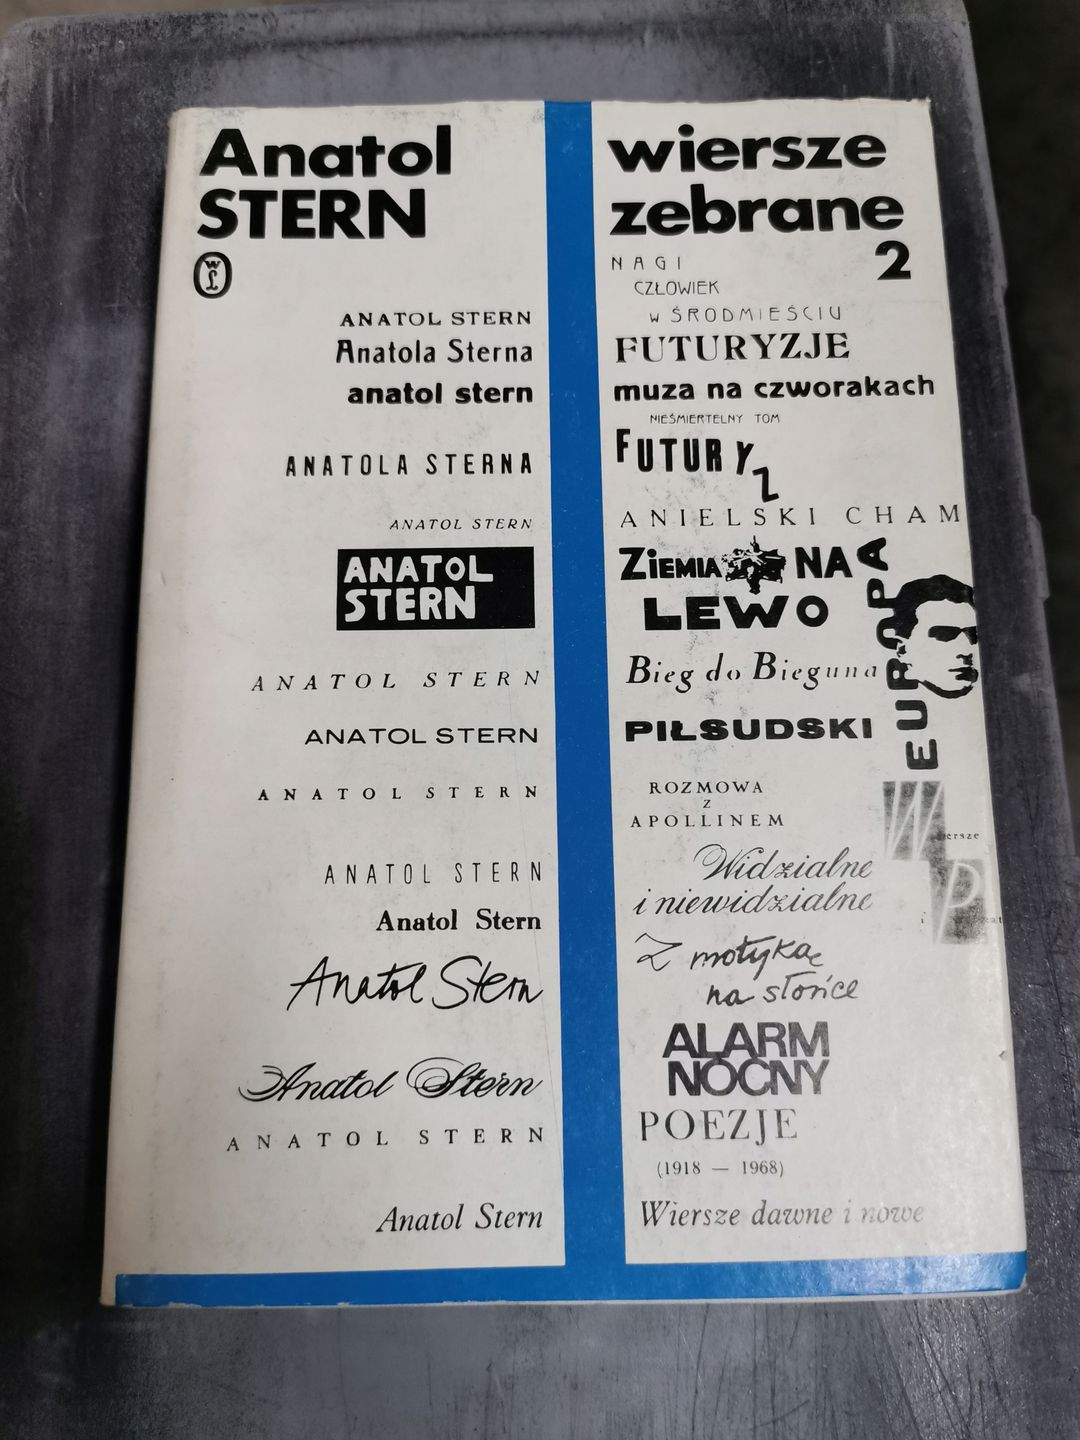 Anatol
STERN
WL
ANATOL STERN
Anatola Sterna
anatol stern
ANATOLA STERNA
ANATOL STERN
ANATOL
STERN
ANATOL STERN
ANATOL STERN
ANATOL STERN
ANATOL STERN
Anatol Stern
Anatol Stern
Anatol Stern
ANATOL STERN
Anatol Stern
wiersze
zebrane
2
NAGI
CZŁOWIEK
w ŚRODMIEŚCIU
FUTURYZJE
muza na czworakach
NIEŚMIERTELNY TOM
FUTURYZ
ANIELSKI CHAM
ZIEMIA NA
LEWO
EUROPA
Bieg do Bieguna
PIŁSUDSKI
ROZMOWA
Z
APOLLINEM
Wiersze
i P
Widzialne
i niewidzialne
Z motyką
na słońce
ALARM
NOCNY
POEZJE
(1918 — 1968)
Wiersze dawne i nowe